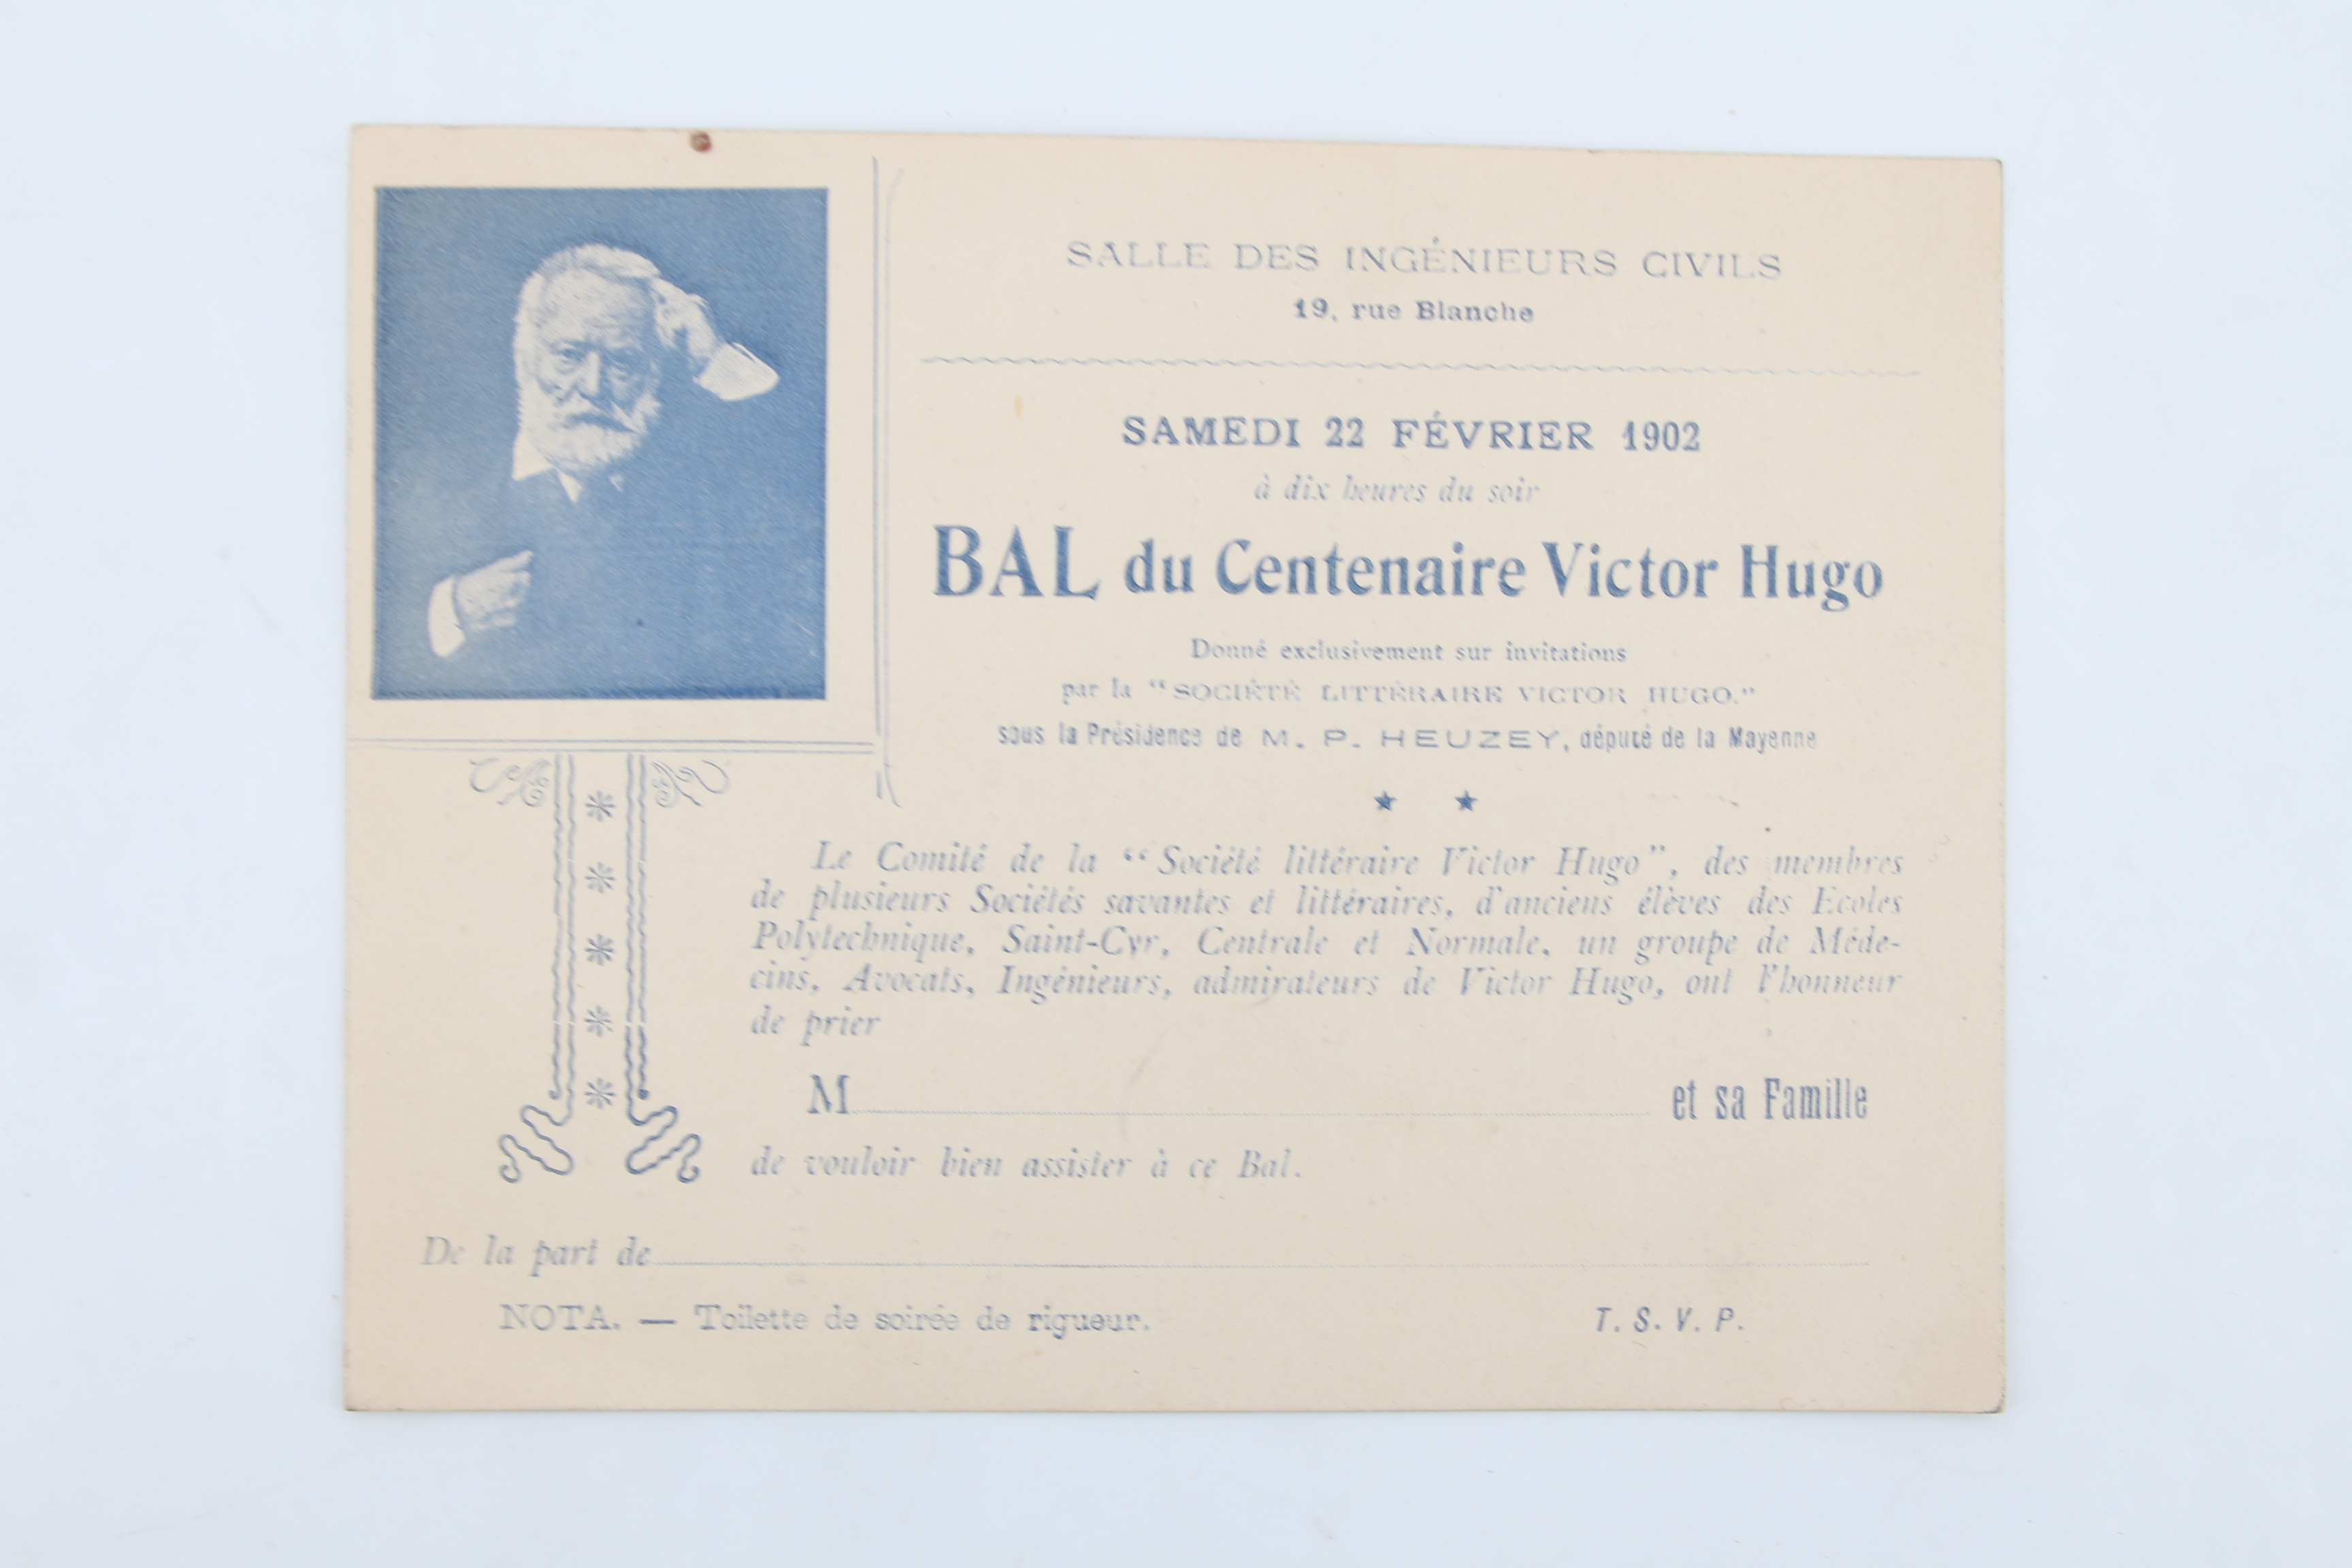 SALLE DES INGÉNIEURS CIVILS
19, rue Blanche
SAMEDI 22 FÉVRIER 1902
à dix heures du soir
BAL du Centenaire Victor Hugo
Donné exclusivement sur invitations
par la “SOCIÉTÉ LITTÉRAIRE VICTOR HUGO.”
sous la Présidence de M. P. HEUZEY, député de la Mayenne
Le Comité de la “Société littéraire Victor Hugo”, des membres
de plusieurs Sociétés savantes et littéraires, d'anciens élèves des Ecoles
Polytechnique, Saint-Cyr, Centrale et Normale, un groupe de Méde-
cins, Avocats, Ingénieurs, admirateurs de Victor Hugo, ont l'honneur
de prier
M et sa Famille
de vouloir bien assister à ce Bal.
De la part de
NOTA. — Toilette de soirée de rigueur. T. S. V. P.